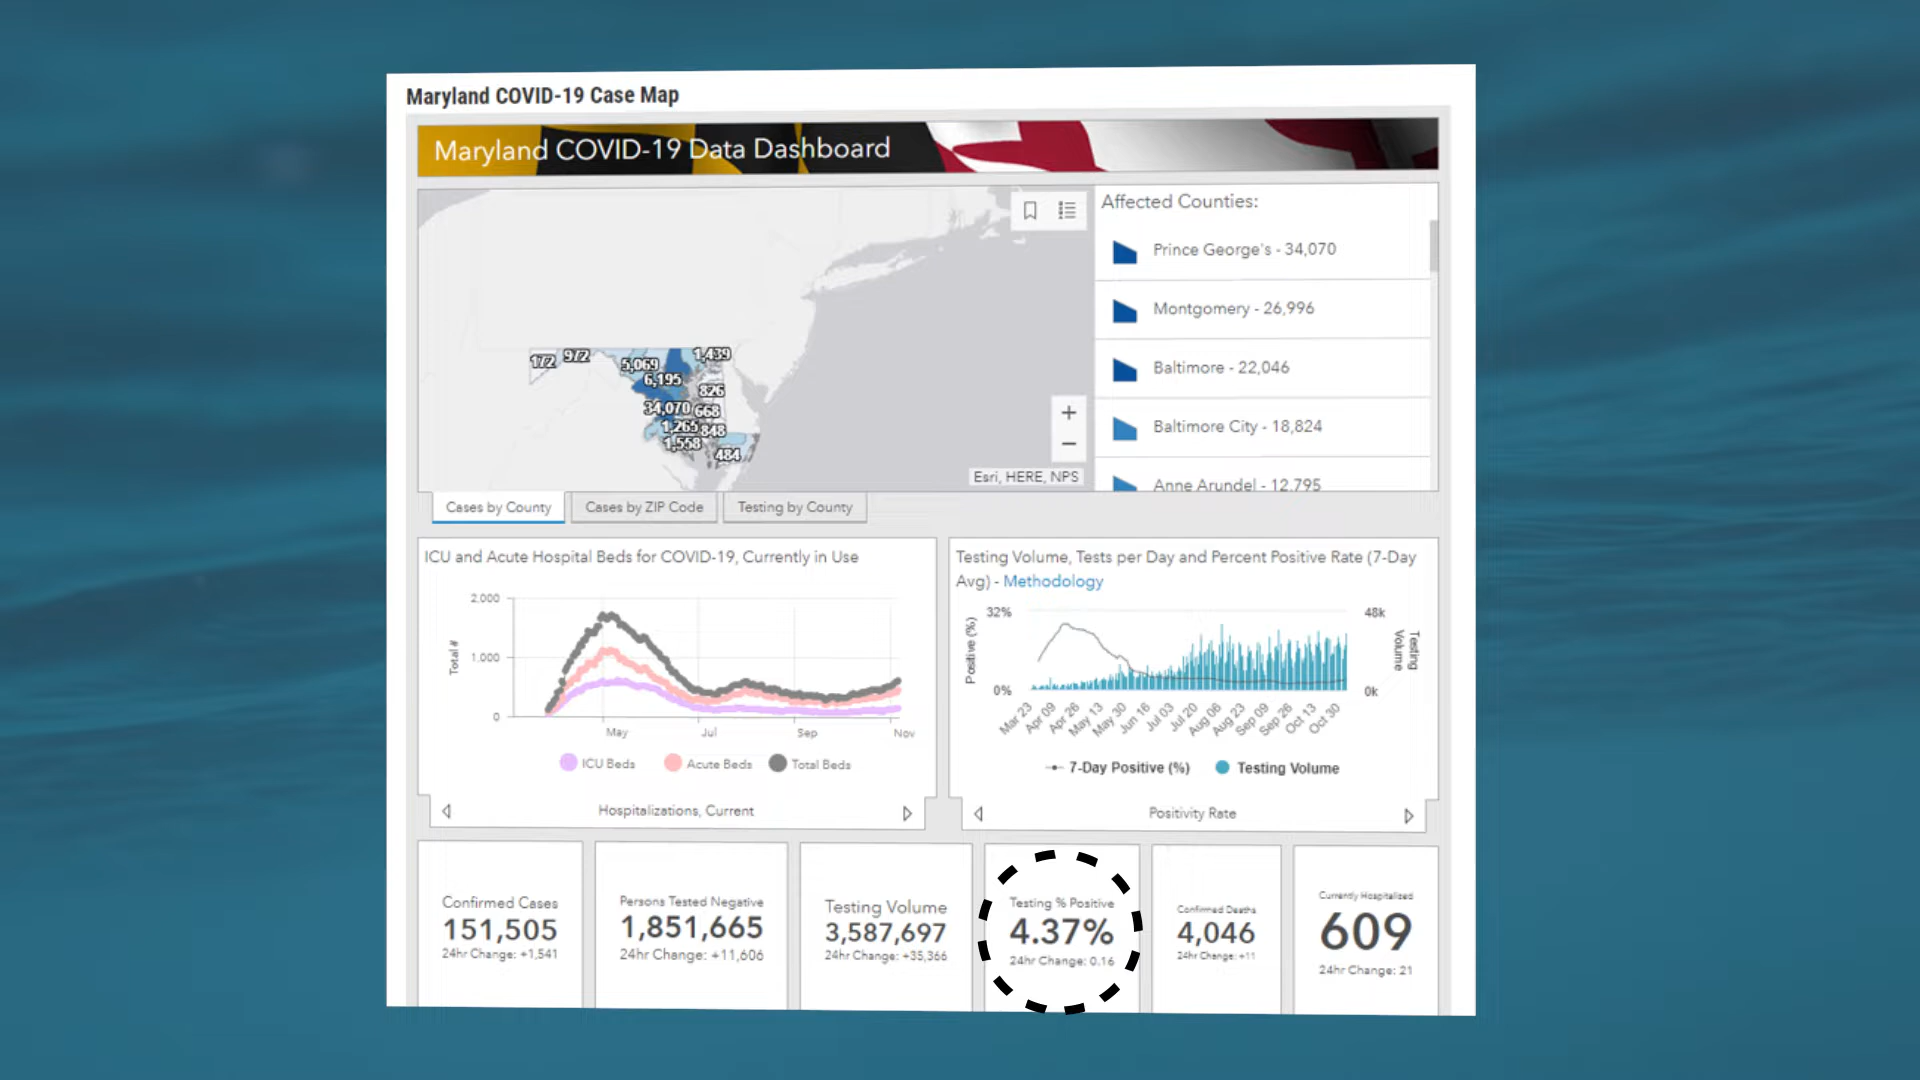 Maryland COVID-19 Case Map
Maryland COVID-19 Data Dashboard
172
972
5,069
1,439
6,195
826
34,070
668
1,265
848
1,558
484
Esri, HERE, NPS
Affected Counties:
Prince George's - 34,070
Montgomery - 26,996
Baltimore - 22,046
Baltimore City - 18,824
Anne Arundel - 12,795
Cases by County
Cases by ZIP Code
Testing by County
ICU and Acute Hospital Beds for COVID-19, Currently in Use
2,000
1,000
0
Total #
May
Jul
Sep
Nov
ICU Beds
Acute Beds
Total Beds
Hospitalizations, Current
Testing Volume, Tests per Day and Percent Positive Rate (7-Day
Avg) - Methodology
32%
0%
Positive (%)
48k
0k
Testing
Volume
Mar 23
Apr 09
Apr 26
May 13
May 30
Jun 16
Jul 03
Jul 20
Aug 06
Aug 23
Sep 09
Sep 26
Oct 13
Oct 30
7-Day Positive (%)
Testing Volume
Positivity Rate
Confirmed Cases
151,505
24hr Change: +1,541
Persons Tested Negative
1,851,665
24hr Change: +11,606
Testing Volume
3,587,697
24hr Change: +35,366
Testing % Positive
4.37%
24hr Change: 0.16
Confirmed Deaths
4,046
24hr Change: +11
Currently Hospitalized
609
24hr Change: 21